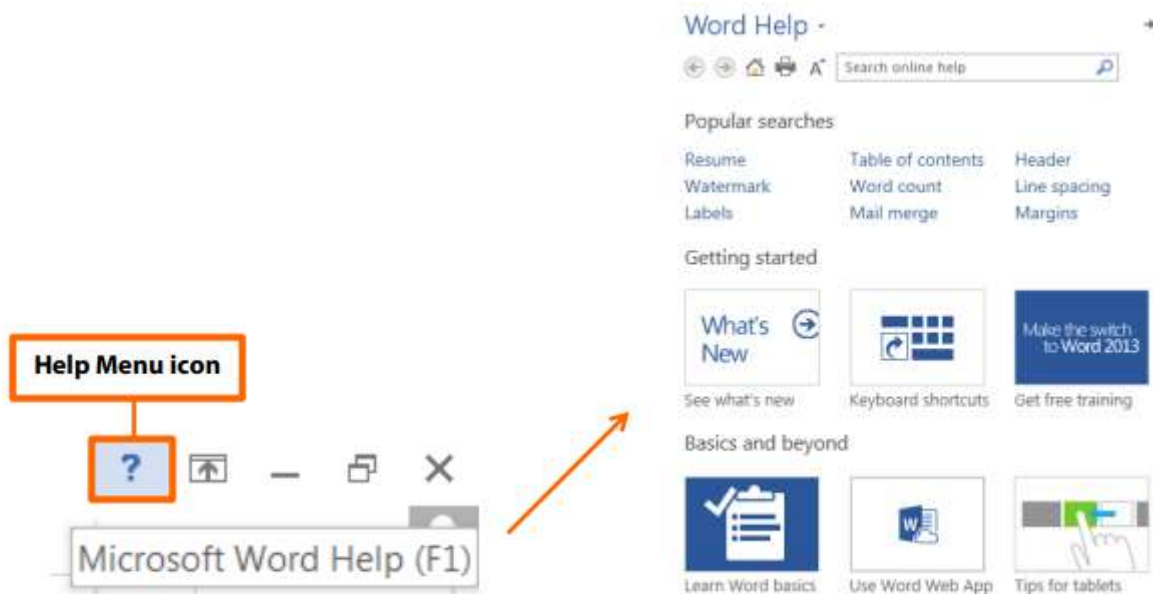 Help Menu icon
?
Microsoft Word Help (F1)
Word Help
A
Search online help
Popular searches
Resume Table of contents Header
Watermark Word count Line spacing
Labels Mail merge Margins
Getting started
What's
New
Make the switch
to Word 2013
See what's new Keyboard shortcuts Get free training
Basics and beyond
W
Learn Word basics Use Word Web App Tips for tablets